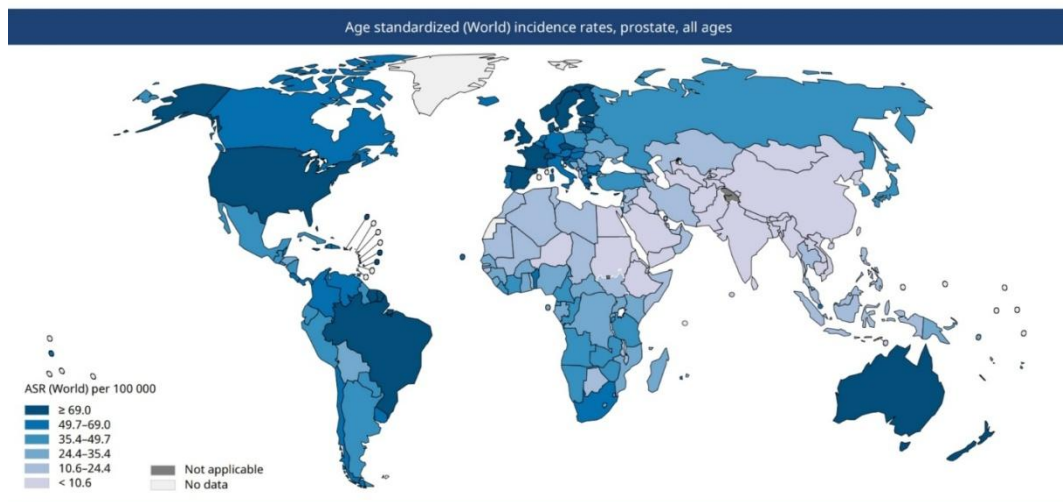 Age standardized (World) incidence rates, prostate, all ages
ASR (World) per 100 000
≥ 69.0
49.7–69.0
35.4–49.7
24.4–35.4
10.6–24.4
< 10.6
Not applicable
No data